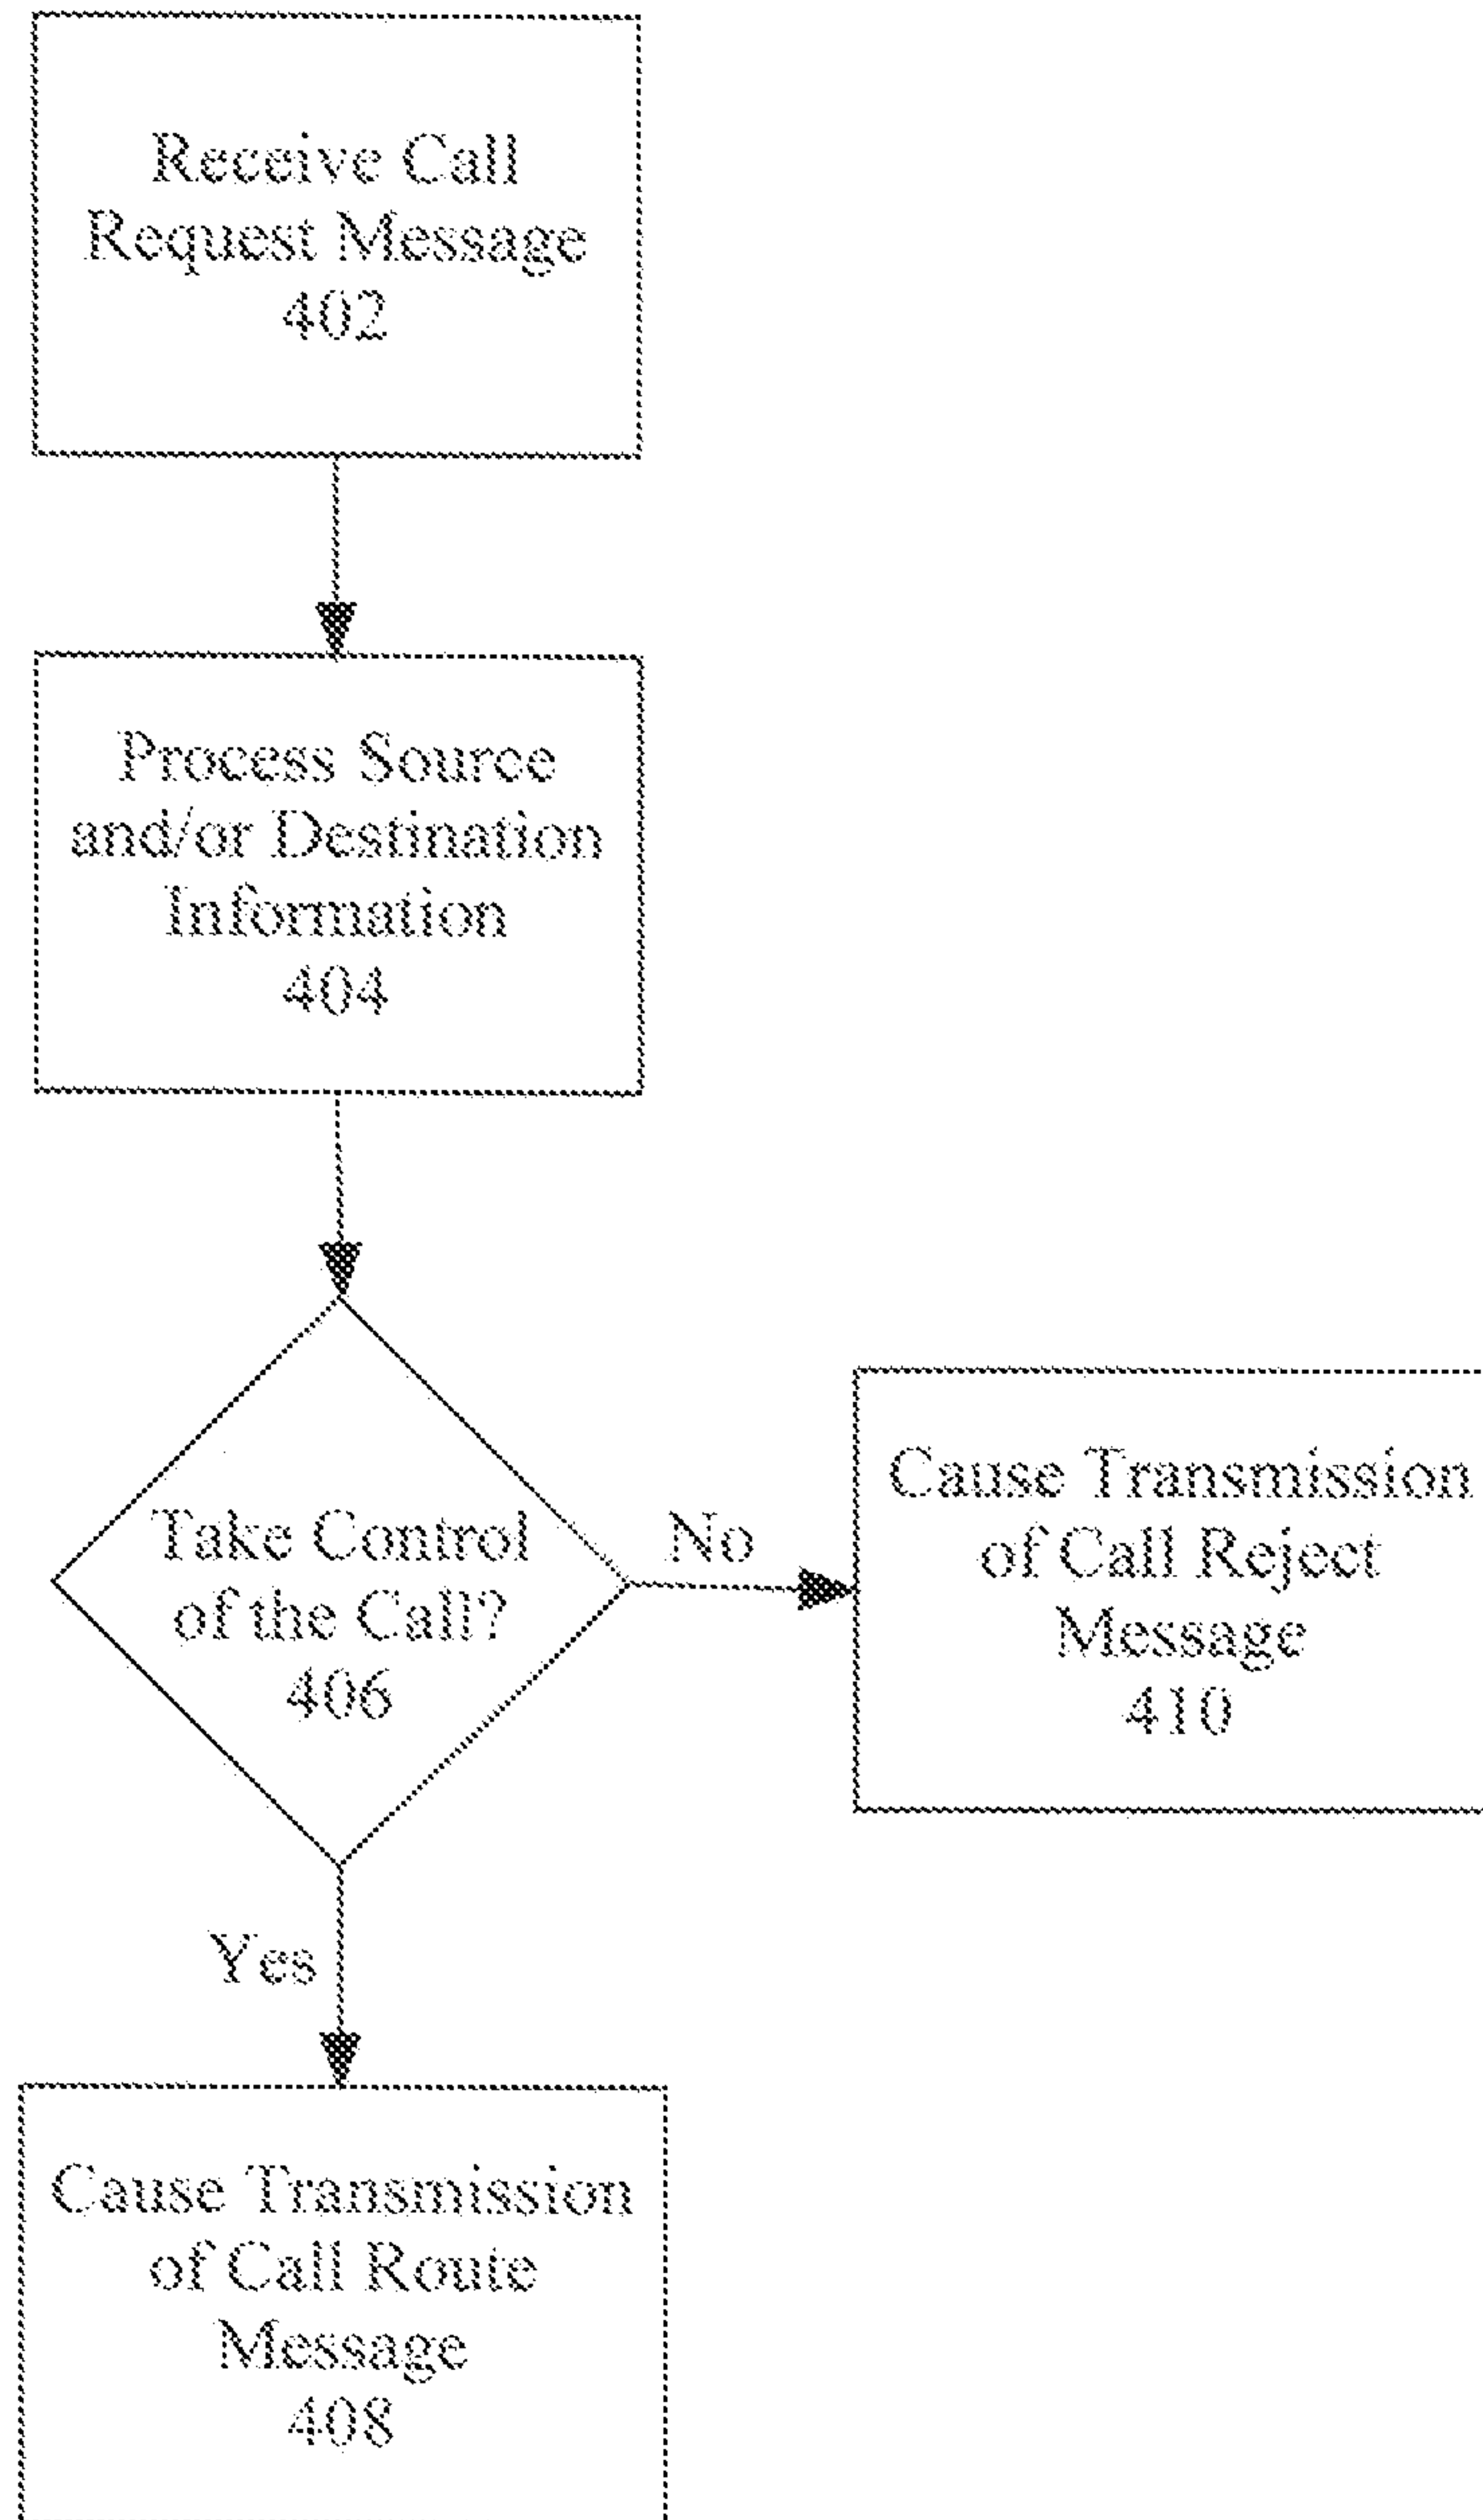 Receive Call
Request Message
402
Process Source
and/or Destination
Information
404
Take Control
of the Call?
406
No
Cause Transmission
of Call Reject
Message
410
Yes
Cause Transmission
of Call Route
Message
408